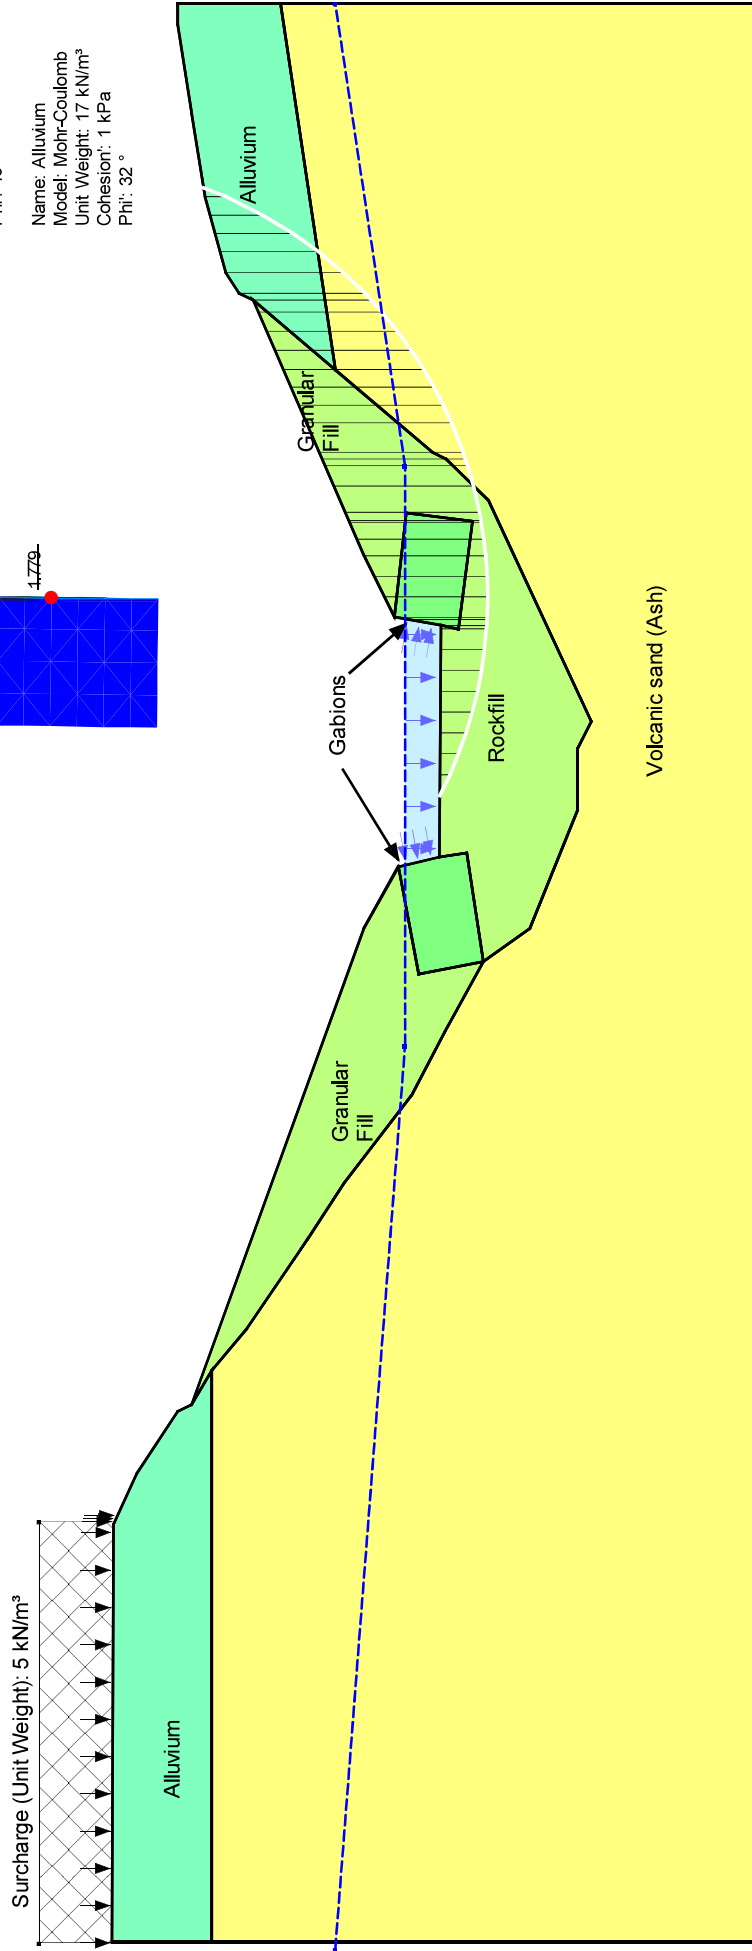 Name: Alluvium
Model: Mohr-Coulomb
Unit Weight: 17 kN/m³
Cohesion': 1 kPa
Phi': 32 °
1.779
Surcharge (Unit Weight): 5 kN/m³
Alluvium
Granular
Fill
Gabions
Granular
Fill
Alluvium
Rockfill
Volcanic sand (Ash)